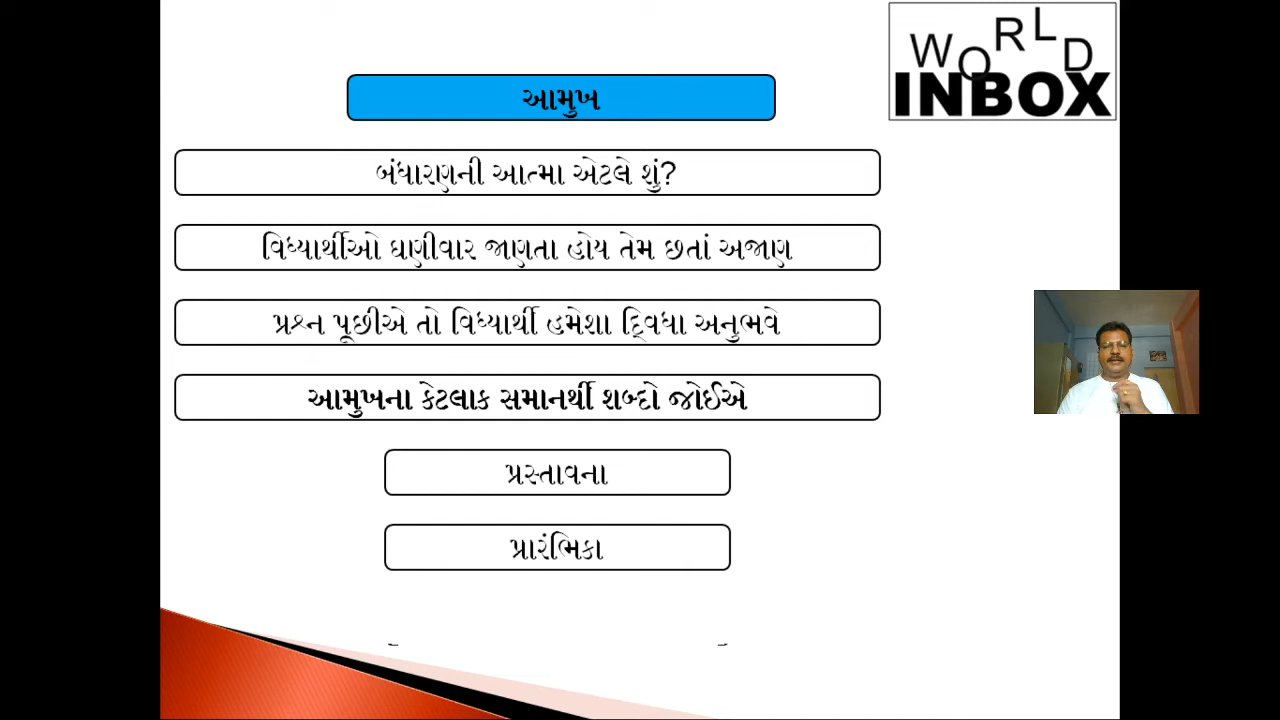 WORLD
INBOX
આમુખ
બંધારણની આત્મા એટલે શું?
વિધ્યાર્થીઓ ઘણીવાર જાણતા હોય તેમ છતાં અજાણ
પ્રશ્ન પૂછીએ તો વિધ્યાર્થી હમેશા દ્વિધા અનુભવે
આમુખના કેટલાક સમાનર્થી શબ્દો જોઈએ
પ્રસ્તાવના
પ્રારંભિકા